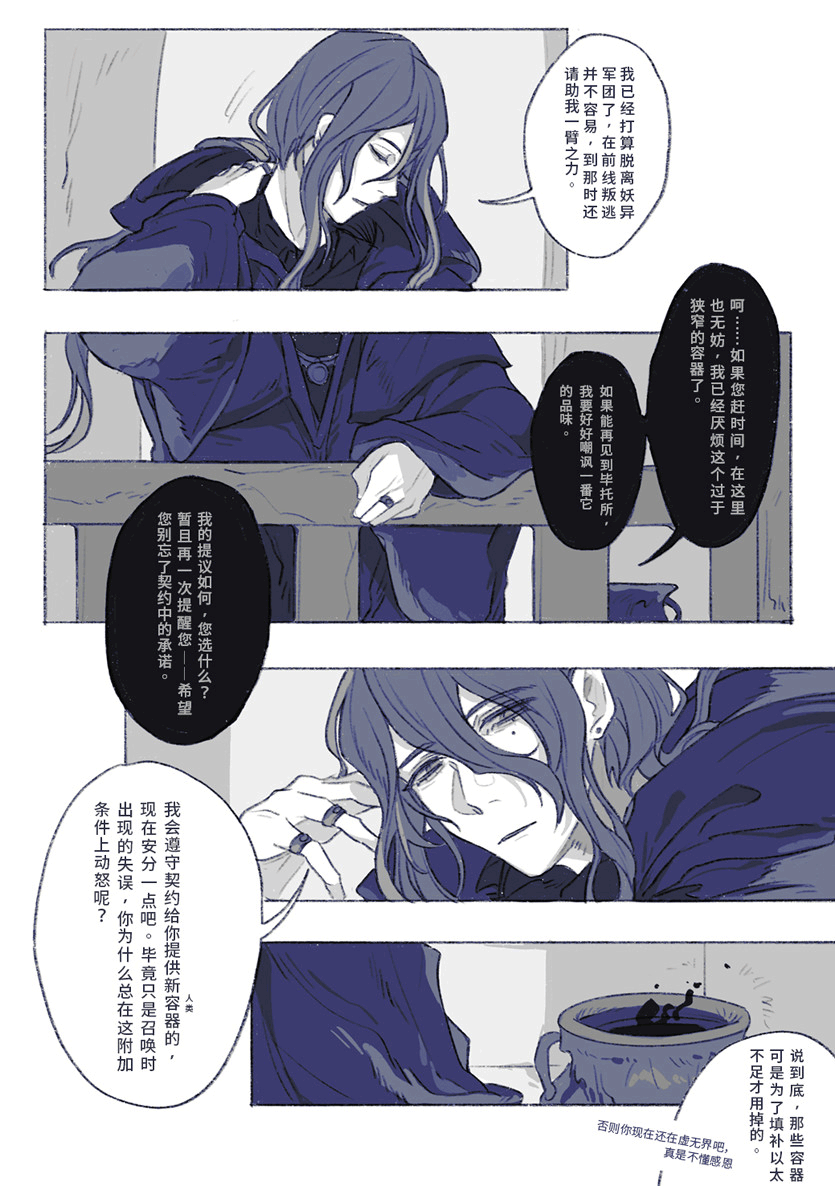 我已经打算脱离妖异
军团了，在前线叛逃
并不容易，到那时还
请助我一臂之力。
呵……如果您赶时间，在这里
也无妨，我已经厌烦这个过于
狭窄的容器了。
如果能再见到毕托所，
我要好好嘲讽一番它
的品味。
我的提议如何，您选什么？
暂且再一次提醒您——希望
您别忘了契约中的承诺。
我会遵守契约给你提供新容器的，
人类
现在安分一点吧。毕竟只是召唤时
出现的失误，你为什么总在这附加
条件上动怒呢？
说到底，那些容器
可是为了填补以太
不足才用掉的。
否则你现在还在虚无界吧，
真是不懂感恩